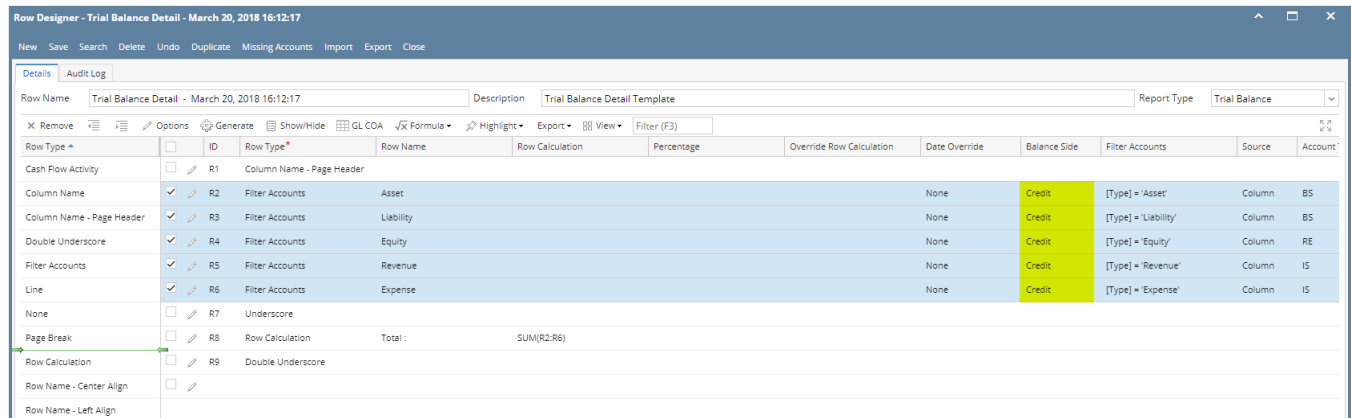 Row Designer - Trial Balance Detail - March 20, 2018 16:12:17
New Save Search Delete Undo Duplicate Missing Accounts Import Export Close
Details Audit Log
Row Name Trial Balance Detail - March 20, 2018 16:12:17 Description Trial Balance Detail Template Report Type Trial Balance
Remove Options Generate Show/Hide GL COA Formula Highlight Export View Filter (F3)
Row Type ID Row Type* Row Name Row Calculation Percentage Override Row Calculation Date Override Balance Side Filter Accounts Source Account
Cash Flow Activity R1 Column Name - Page Header
Column Name R2 Filter Accounts Asset None Credit [Type] = 'Asset' Column BS
Column Name - Page Header R3 Filter Accounts Liability None Credit [Type] = 'Liability' Column BS
Double Underscore R4 Filter Accounts Equity None Credit [Type] = 'Equity' Column RE
Filter Accounts R5 Filter Accounts Revenue None Credit [Type] = 'Revenue' Column IS
Line R6 Filter Accounts Expense None Credit [Type] = 'Expense' Column IS
None R7 Underscore
Page Break R8 Row Calculation Total : SUM(R2:R6)
Row Calculation R9 Double Underscore
Row Name - Center Align
Row Name - Left Align